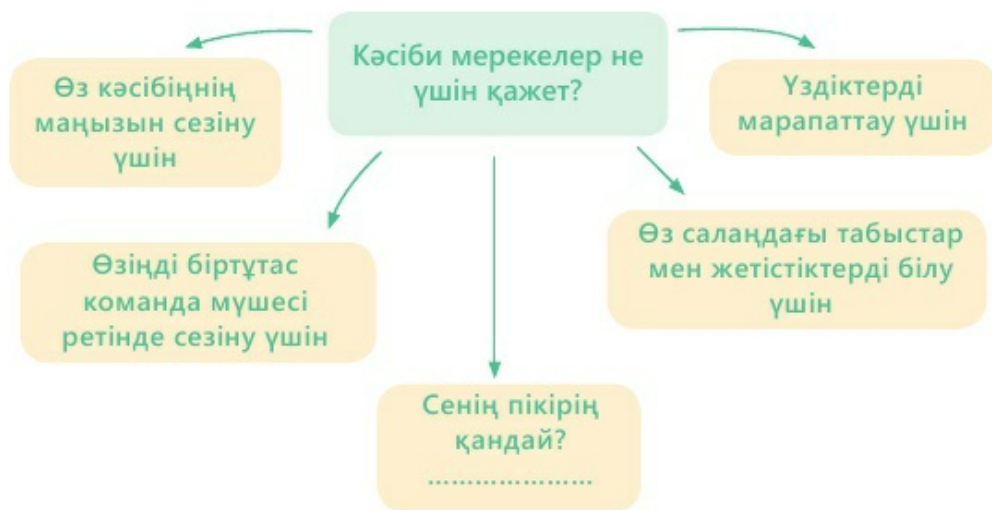 Кәсіби мерекелер не
үшін қажет?
Өз кәсібіңнің
маңызын сезіну
үшін
Үздіктерді
марапаттау үшін
Өзіңді біртұтас
команда мүшесі
ретінде сезіну үшін
Өз салаңдағы табыстар
мен жетістіктерді білу
үшін
Сенің пікірің
қандай?
.....................